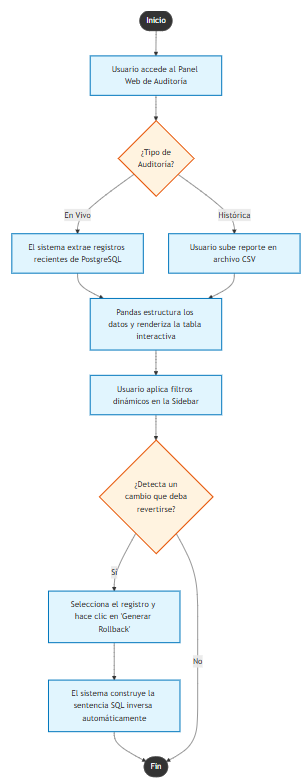 Inicio
Usuario accede al Panel
Web de Auditoría
¿Tipo de
Auditoría?
En Vivo
Histórica
El sistema extrae registros
recientes de PostgreSQL
Usuario sube reporte en
archivo CSV
Pandas estructura los
datos y renderiza la tabla
interactiva
Usuario aplica filtros
dinámicos en la Sidebar
¿Detecta un
cambio que deba
revertirse?
Sí
Selecciona el registro y
hace clic en 'Generar
Rollback'
No
El sistema construye la
sentencia SQL inversa
automáticamente
Fin